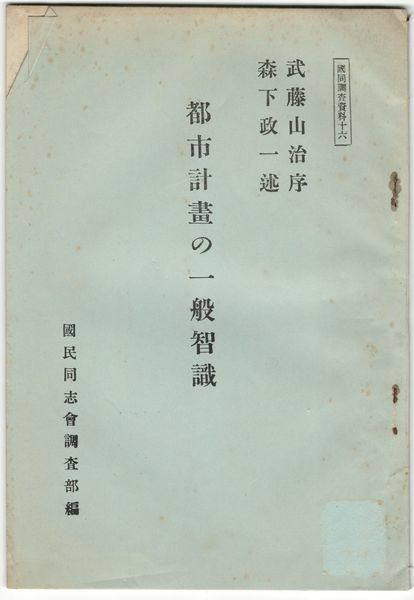 國同調査資料十六
武藤山治序
森下政一述
都市計畫の一般智識
國民同志會調査部編